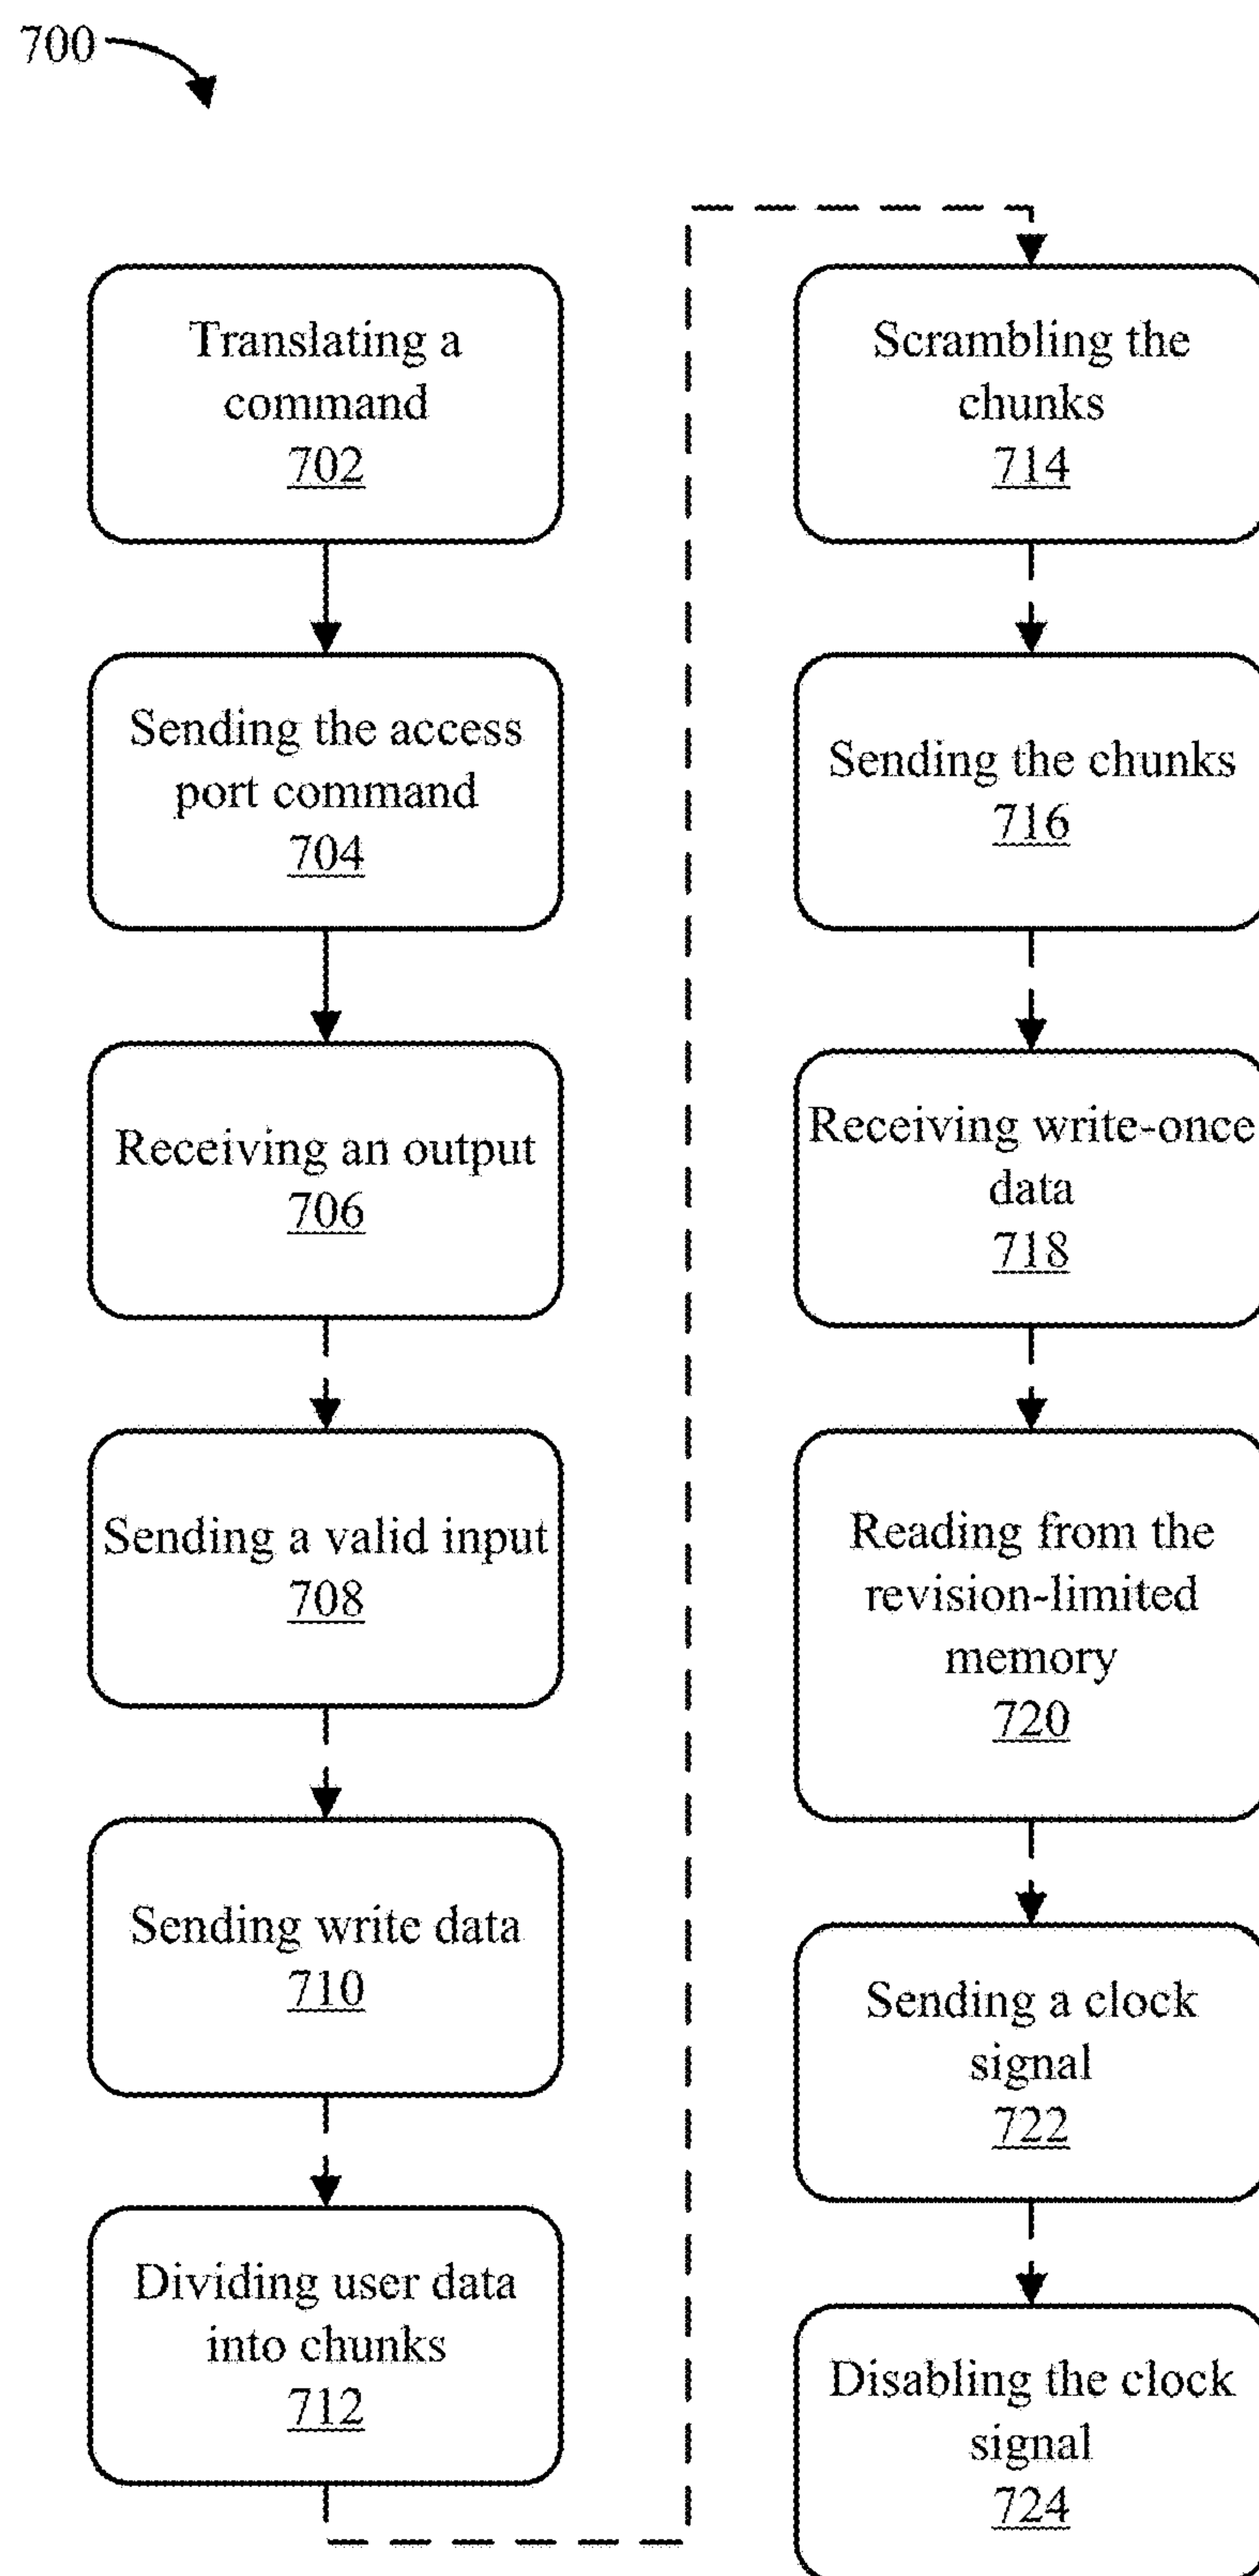 700
Translating a
command
702
Sending the access
port command
704
Receiving an output
706
Sending a valid input
708
Sending write data
710
Dividing user data
into chunks
712
Scrambling the
chunks
714
Sending the chunks
716
Receiving write-once
data
718
Reading from the
revision-limited
memory
720
Sending a clock
signal
722
Disabling the clock
signal
724